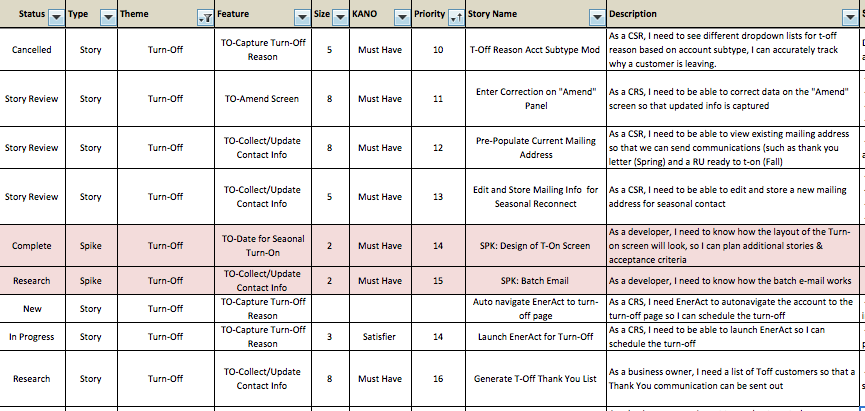 Status Type Theme Feature Size KANO Priority Story Name Description
Cancelled Story Turn-Off TO-Capture Turn-Off Reason 5 Must Have 10 T-Off Reason Acct Subtype Mod As a CSR, I need to see different dropdown lists for t-off
reason based on account subtype, I can accurately track
why a customer is leaving.
Story Review Story Turn-Off TO-Amend Screen 8 Must Have 11 Enter Correction on "Amend" Panel As a CRS, I need to be able to correct data on the "Amend"
screen so that updated info is captured
Story Review Story Turn-Off TO-Collect/Update Contact Info 8 Must Have 12 Pre-Populate Current Mailing Address As a CSR, I need to be able to view existing mailing address
so that we can send communications (such as thank you
letter (Spring) and a RU ready to t-on (Fall)
Story Review Story Turn-Off TO-Collect/Update Contact Info 5 Must Have 13 Edit and Store Mailing Info for Seasonal Reconnect As a CSR, I need to be able to edit and store a new mailing
address for seasonal contact
Complete Spike Turn-Off TO-Date for Seaonal Turn-On 2 Must Have 14 SPK: Design of T-On Screen As a developer, I need to know how the layout of the Turn-
on screen will look, so I can plan additional stories &
acceptance criteria
Research Spike Turn-Off TO-Collect/Update Contact Info 2 Must Have 15 SPK: Batch Email As a developer, I need to know how the batch e-mail works
New Story Turn-Off TO-Capture Turn-Off Reason Auto navigate EnerAct to turn-off page As a CRS, I need EnerAct to autonavigate the account to the
turn-off page so I can schedule the turn-off
In Progress Story Turn-Off TO-Capture Turn-Off Reason 3 Satisfier 14 Launch EnerAct for Turn-Off As a CRS, I need to be able to launch EnerAct so I can
schedule the turn-off
Research Story Turn-Off TO-Collect/Update Contact Info 8 Must Have 16 Generate T-Off Thank You List As a business owner, I need a list of Toff customers so that a
Thank You communication can be sent out